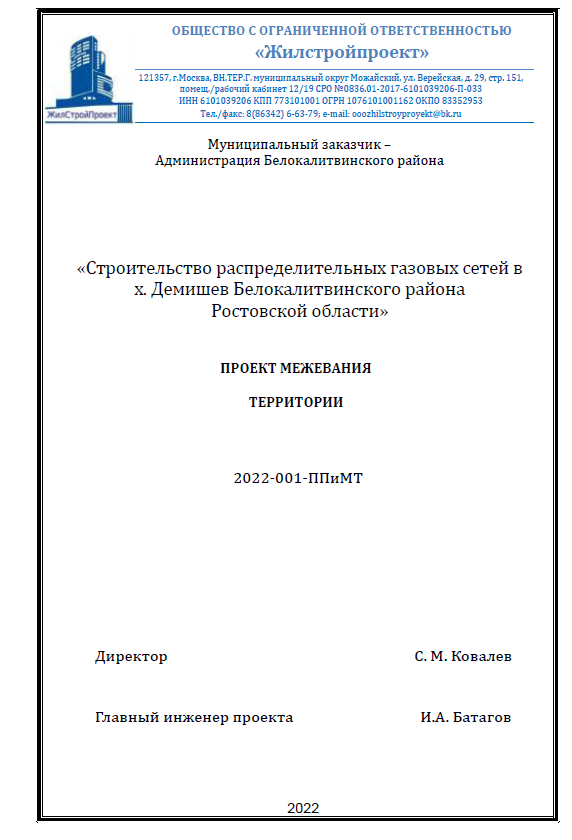 ОБЩЕСТВО С ОГРАНИЧЕННОЙ ОТВЕТСТВЕННОСТЬЮ
«Жилстройпроект»
121357, г.Москва, ВН.ТЕР.Г. муниципальный округ Можайский, ул. Верейская, д. 29, стр. 151,
помещ./рабочий кабинет 12/19 СРО №0836.01-2017-6101039206-П-033
ИНН 6101039206 КПП 773101001 ОГРН 1076101001162 ОКПО 83352953
Тел./факс: 8(86342) 6-63-79; e-mail: ooozhilstroyproyekt@bk.ru
ЖилСтройПроект
Муниципальный заказчик –
Администрация Белокалитвинского района
«Строительство распределительных газовых сетей в
х. Демишев Белокалитвинского района
Ростовской области»
ПРОЕКТ МЕЖЕВАНИЯ
ТЕРРИТОРИИ
2022-001-ППиМТ
Директор С. М. Ковалев
Главный инженер проекта И.А. Батагов
2022